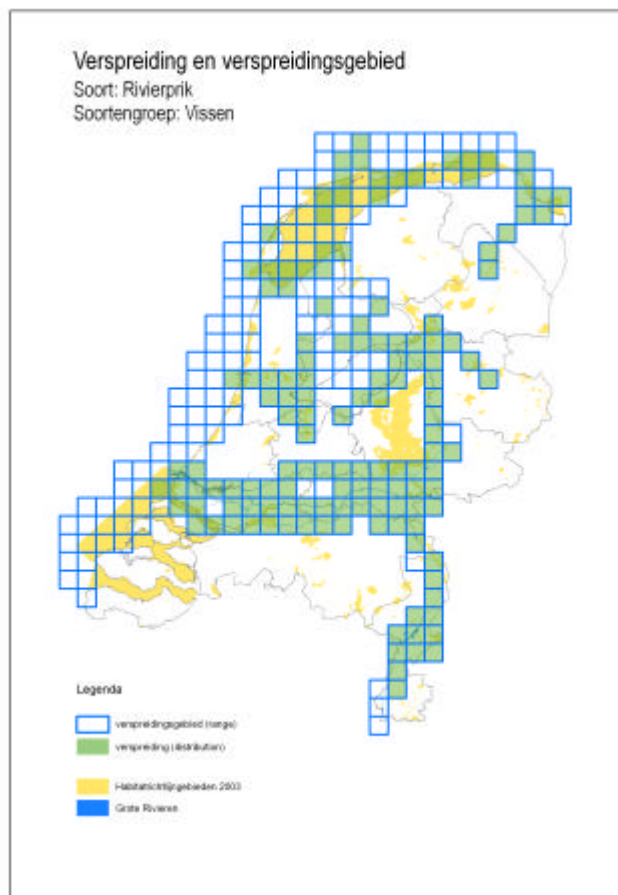 Verspreiding en verspreidingsgebied
Soort: Rivierprik
Soortengroep: Vissen
Legenda
verspreidingsgebied (range)
verspreiding (distribution)
Habitatrichtlijngebieden 2003
Grote Rivieren